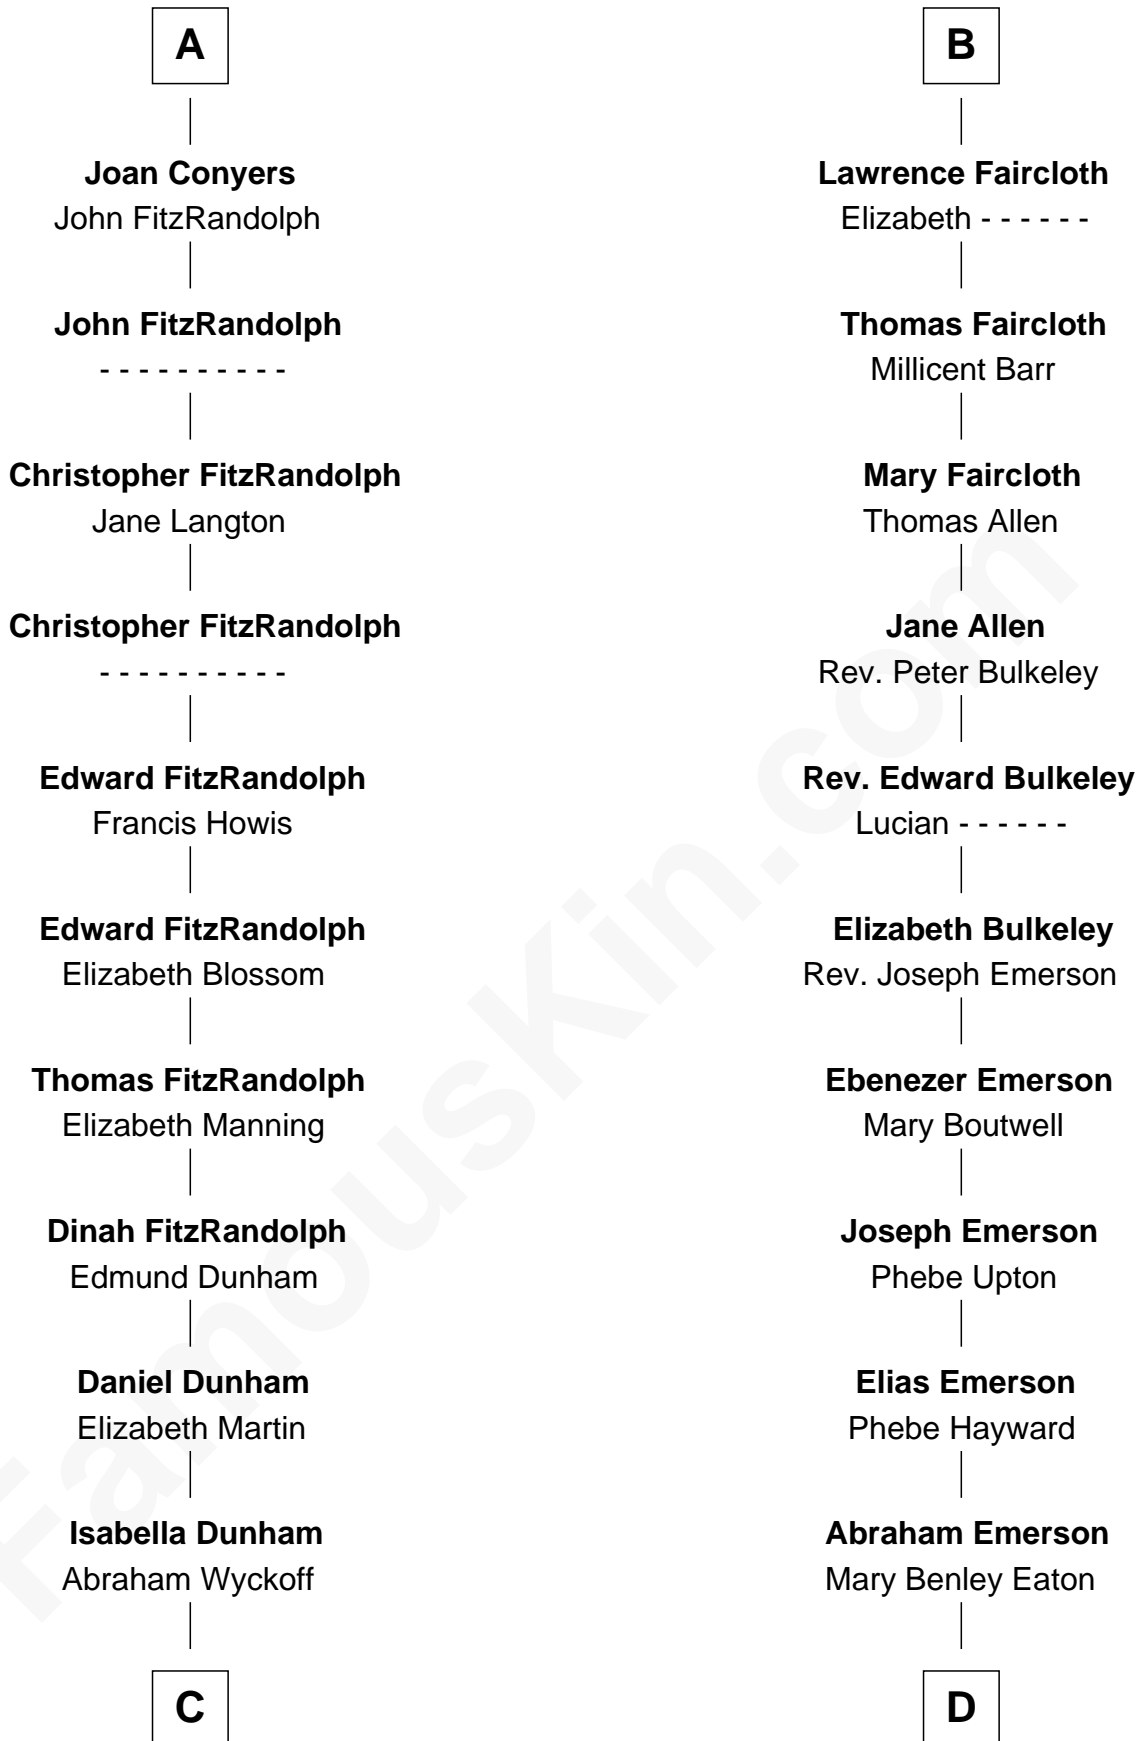 A
Joan Conyers
John FitzRandolph
John FitzRandolph
- - - - - - - - - -
Christopher FitzRandolph
Jane Langton
Christopher FitzRandolph
- - - - - - - - - -
Edward FitzRandolph
Francis Howis
Edward FitzRandolph
Elizabeth Blossom
Thomas FitzRandolph
Elizabeth Manning
Dinah FitzRandolph
Edmund Dunham
Daniel Dunham
Elizabeth Martin
Isabella Dunham
Abraham Wyckoff
C
B
Lawrence Faircloth
Elizabeth - - - - - -
Thomas Faircloth
Millicent Barr
Mary Faircloth
Thomas Allen
Jane Allen
Rev. Peter Bulkeley
Rev. Edward Bulkeley
Lucian - - - - - -
Elizabeth Bulkeley
Rev. Joseph Emerson
Ebenezer Emerson
Mary Boutwell
Joseph Emerson
Phebe Upton
Elias Emerson
Phebe Hayward
Abraham Emerson
Mary Benley Eaton
D
FamousKin.com